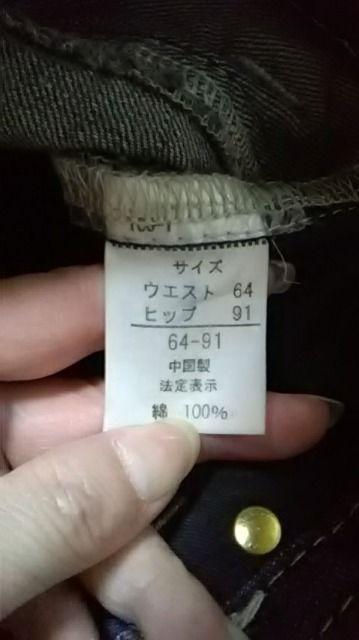 サイズ
ウエスト 64
ヒップ 91
64-91
中国製
法定表示
綿 100%